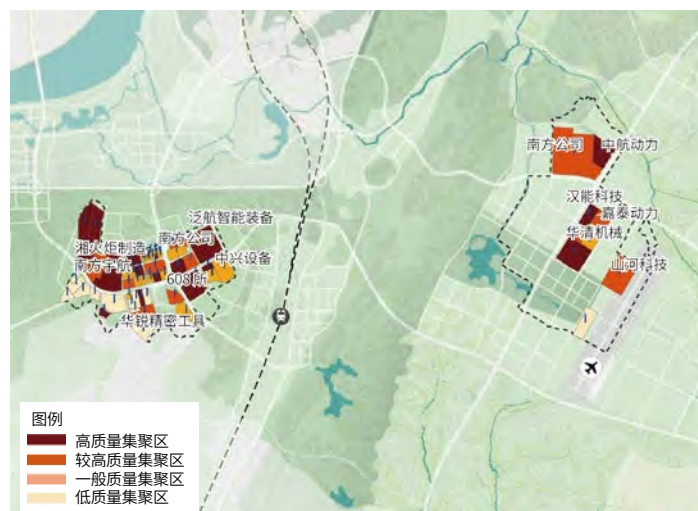 南方公司
中航动力
汉能科技
嘉泰动力
华清机械
山河科技
泛航智能装备
南方公司
湘火炬制造
中兴设备
南方宇航
608 所
华锐精密工具
图例
高质量集聚区
较高质量集聚区
一般质量集聚区
低质量集聚区